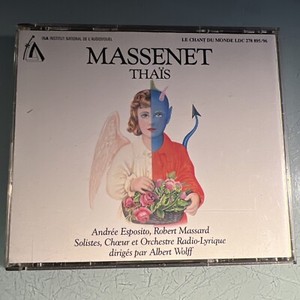 INA INSTITUT NATIONAL DE L'AUDIOVISUEL
LE CHANT DU MONDE LDC 278 895/96
MASSENET
THAÏS
Andrée Esposito, Robert Massard
Solistes, Chœur et Orchestre Radio-Lyrique
dirigés par Albert Wolff